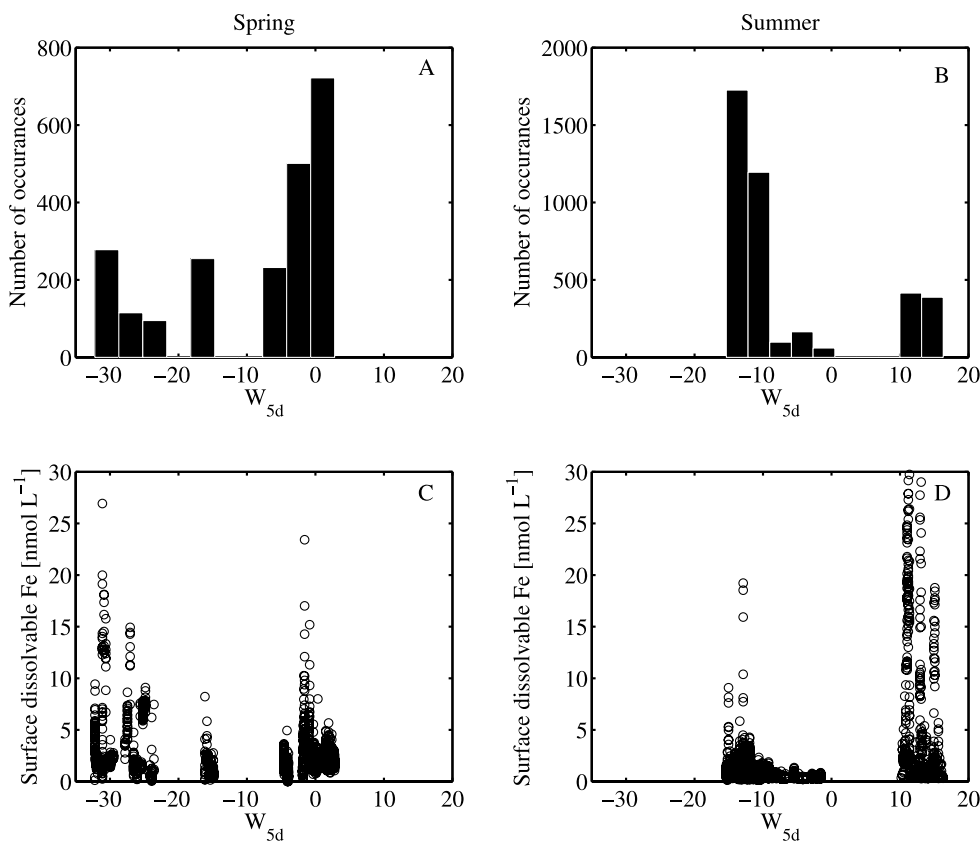 Spring
A
Number of occurances
800
600
400
200
0
−30 −20 −10 0 10 20
W5d
Summer
B
Number of occurances
2000
1500
1000
500
0
−30 −20 −10 0 10 20
W5d
C
Surface dissolvable Fe [nmol L−1]
30
25
20
15
10
5
0
−30 −20 −10 0 10 20
W5d
D
Surface dissolvable Fe [nmol L−1]
30
25
20
15
10
5
0
−30 −20 −10 0 10 20
W5d